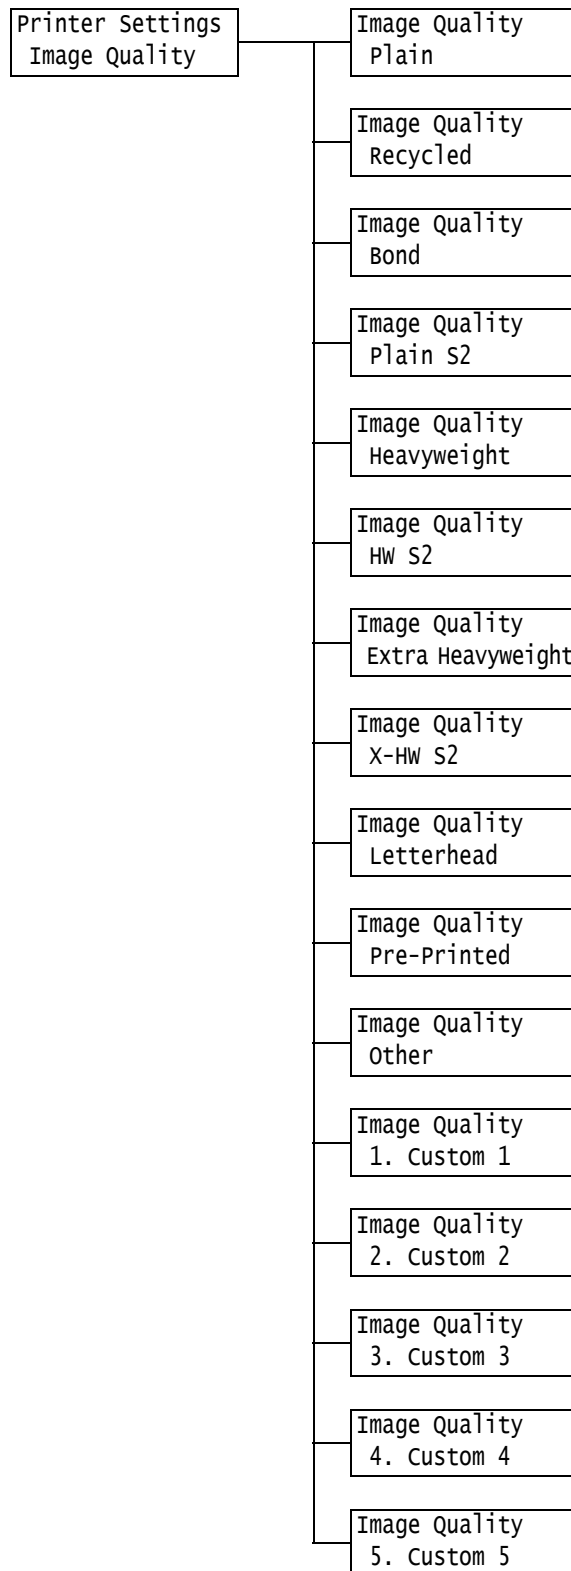 Printer Settings
Image Quality
Image Quality
Plain
Image Quality
Recycled
Image Quality
Bond
Image Quality
Plain S2
Image Quality
Heavyweight
Image Quality
HW S2
Image Quality
Extra Heavyweight
Image Quality
X-HW S2
Image Quality
Letterhead
Image Quality
Pre-Printed
Image Quality
Other
Image Quality
1. Custom 1
Image Quality
2. Custom 2
Image Quality
3. Custom 3
Image Quality
4. Custom 4
Image Quality
5. Custom 5